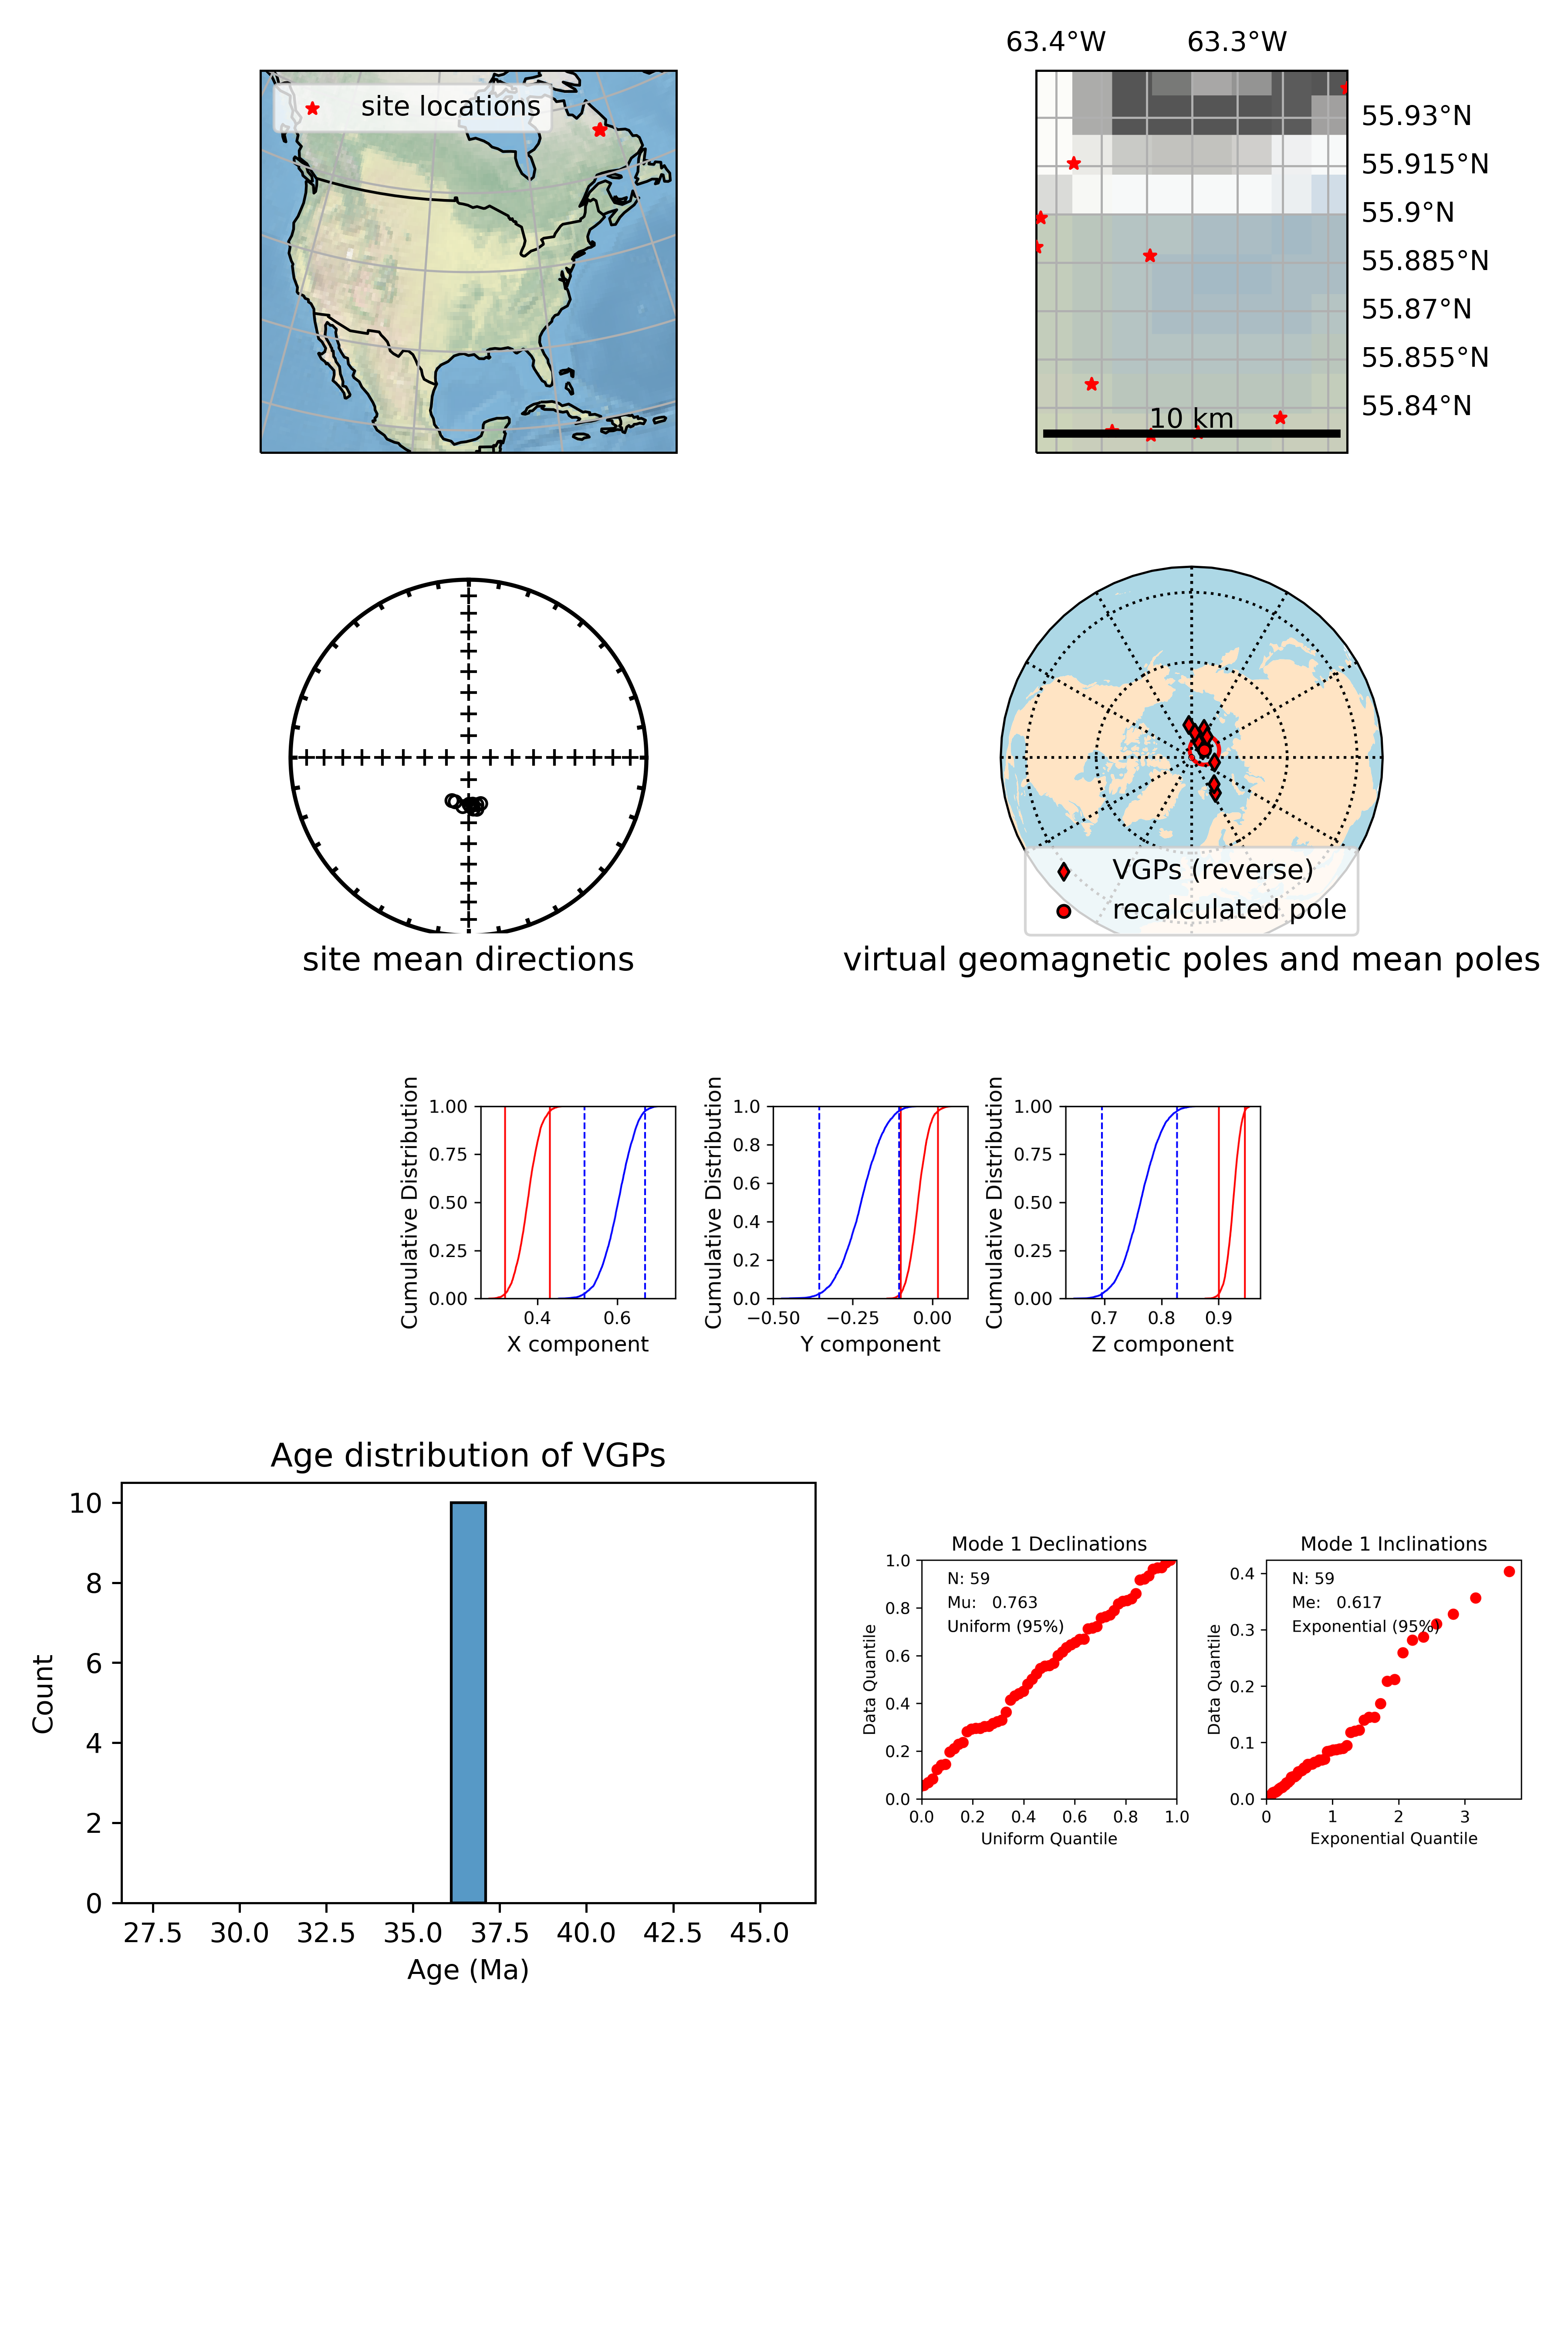 63.4°W 63.3°W
site locations
55.93°N
55.915°N
55.9°N
55.885°N
55.87°N
55.855°N
55.84°N
10 km
VGPs (reverse)
recalculated pole
site mean directions
virtual geomagnetic poles and mean poles
Cumulative Distribution
1.00
0.75
0.50
0.25
0.00
0.4 0.6
X component
Cumulative Distribution
1.0
0.8
0.6
0.4
0.2
0.0
−0.50 −0.25 0.00
Y component
Cumulative Distribution
1.00
0.75
0.50
0.25
0.00
0.7 0.8 0.9
Z component
Age distribution of VGPs
Count
10
8
6
4
2
0
27.5 30.0 32.5 35.0 37.5 40.0 42.5 45.0
Age (Ma)
Mode 1 Declinations
N: 59
Mu: 0.763
Uniform (95%)
Data Quantile
1.0
0.8
0.6
0.4
0.2
0.0
0.0 0.2 0.4 0.6 0.8 1.0
Uniform Quantile
Mode 1 Inclinations
N: 59
Me: 0.617
Exponential (95%)
Data Quantile
0.4
0.3
0.2
0.1
0.0
0 1 2 3
Exponential Quantile